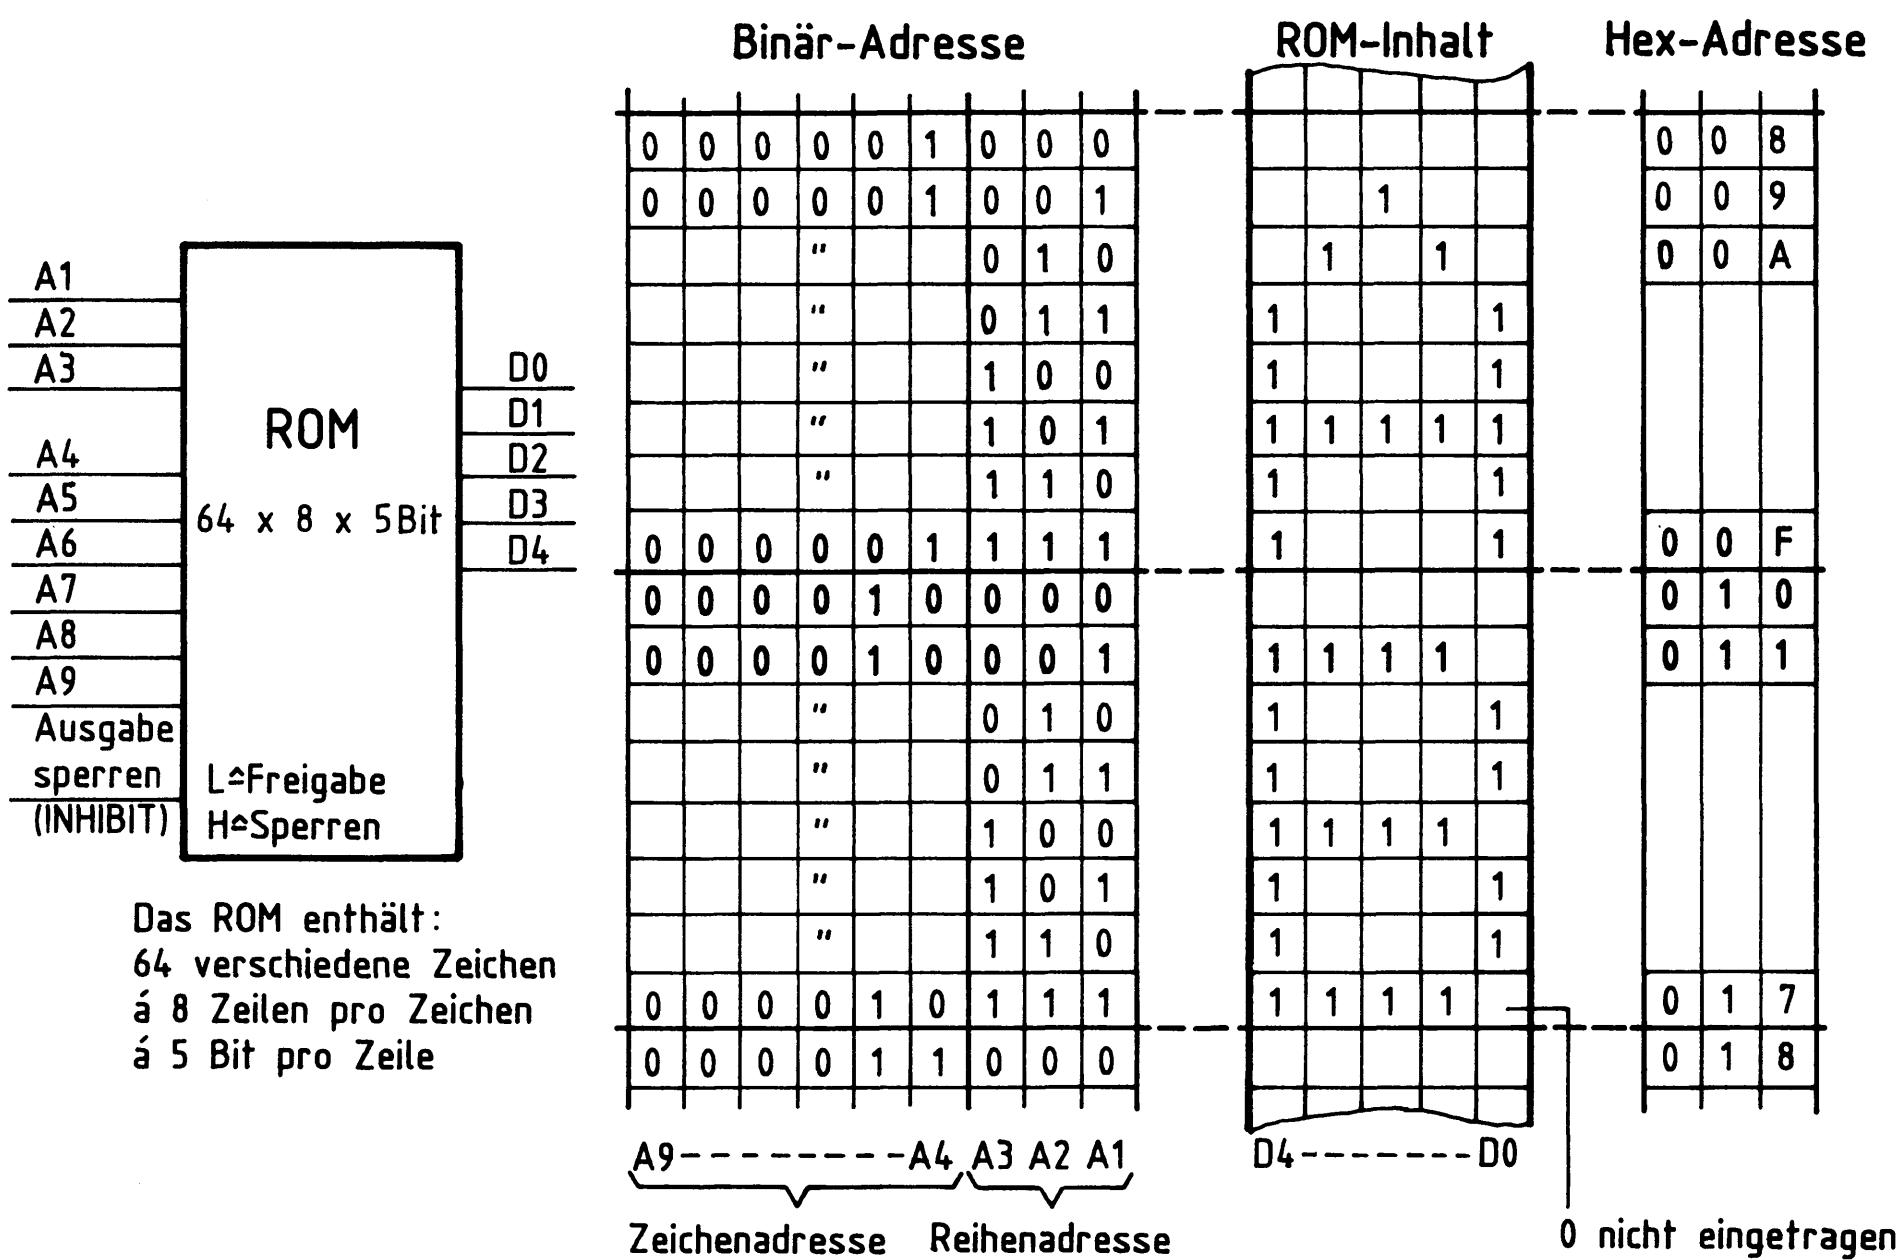 Binär-Adresse ROM-Inhalt Hex-Adresse
0 0 0 0 0 1 0 0 0 0 0 8
0 0 0 0 0 1 0 0 1 1 0 0 9
" 0 1 0 1 1 0 0 A
" 0 1 1 1 1
" 1 0 0 1 1
" 1 0 1 1 1 1 1 1
" 1 1 0 1 1
0 0 0 0 0 1 1 1 1 1 1 0 0 F
0 0 0 0 1 0 0 0 0 0 1 0
0 0 0 0 1 0 0 0 1 1 1 1 1 0 1 1
" 0 1 0 1 1
" 0 1 1 1 1
" 1 0 0 1 1 1 1
" 1 0 1 1 1
" 1 1 0 1 1
0 0 0 0 1 0 1 1 1 1 1 1 1 0 1 7
0 0 0 0 1 1 0 0 0 0 1 8
A9--------A4 A3 A2 A1 D4-------D0
Zeichenadresse Reihenadresse 0 nicht eingetragen
A1
A2
A3
A4
A5
A6
A7
A8
A9
Ausgabe
sperren
(INHIBIT)
ROM
64 x 8 x 5Bit
L≙Freigabe
H≙Sperren
D0
D1
D2
D3
D4
Das ROM enthält:
64 verschiedene Zeichen
á 8 Zeilen pro Zeichen
á 5 Bit pro Zeile